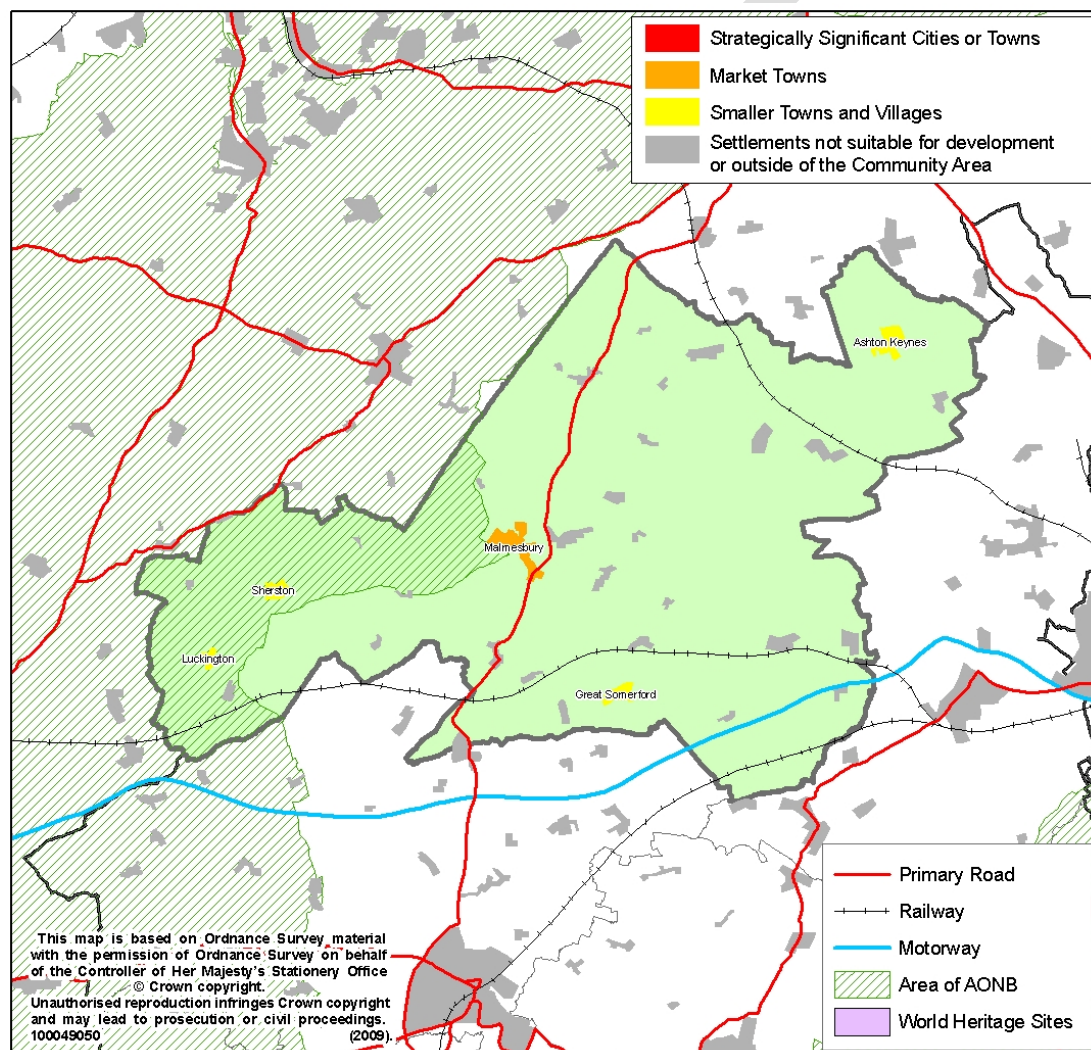 Strategically Significant Cities or Towns
Market Towns
Smaller Towns and Villages
Settlements not suitable for development
or outside of the Community Area
Ashton Keynes
Malmesbury
Sherston
Luckington
Great Somerford
Primary Road
Railway
Motorway
Area of AONB
World Heritage Sites
This map is based on Ordnance Survey material
with the permission of Ordnance Survey on behalf
of the Controller of Her Majesty's Stationery Office
© Crown copyright.
Unauthorised reproduction infringes Crown copyright
and may lead to prosecution or civil proceedings.
100049050 (2009).